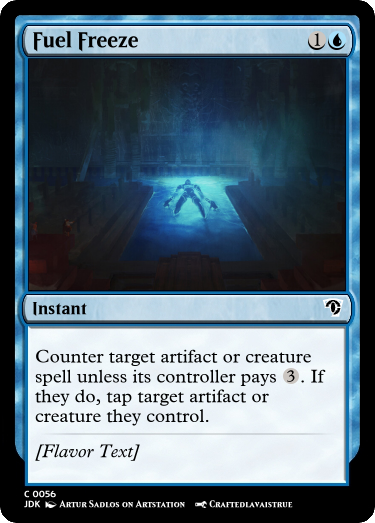 Fuel Freeze
1
Instant
Counter target artifact or creature
spell unless its controller pays 3. If
they do, tap target artifact or
creature they control.
[Flavor Text]
C 0056
JDK Artur Sadlos on Artstation Craftedlavaistrue